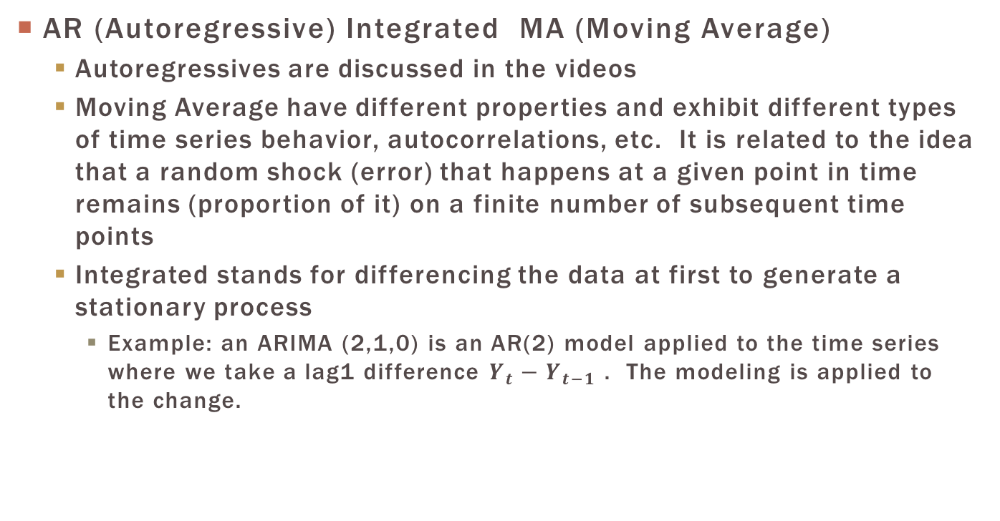 AR (Autoregressive) Integrated  MA (Moving Average)
Autoregressives are discussed in the videos
Moving Average have different properties and exhibit different types
of time series behavior, autocorrelations, etc.  It is related to the idea
that a random shock (error) that happens at a given point in time
remains (proportion of it) on a finite number of subsequent time
points
Integrated stands for differencing the data at first to generate a
stationary process
Example: an ARIMA (2,1,0) is an AR(2) model applied to the time series
where we take a lag1 difference Y_t − Y_{t−1} .  The modeling is applied to
the change.